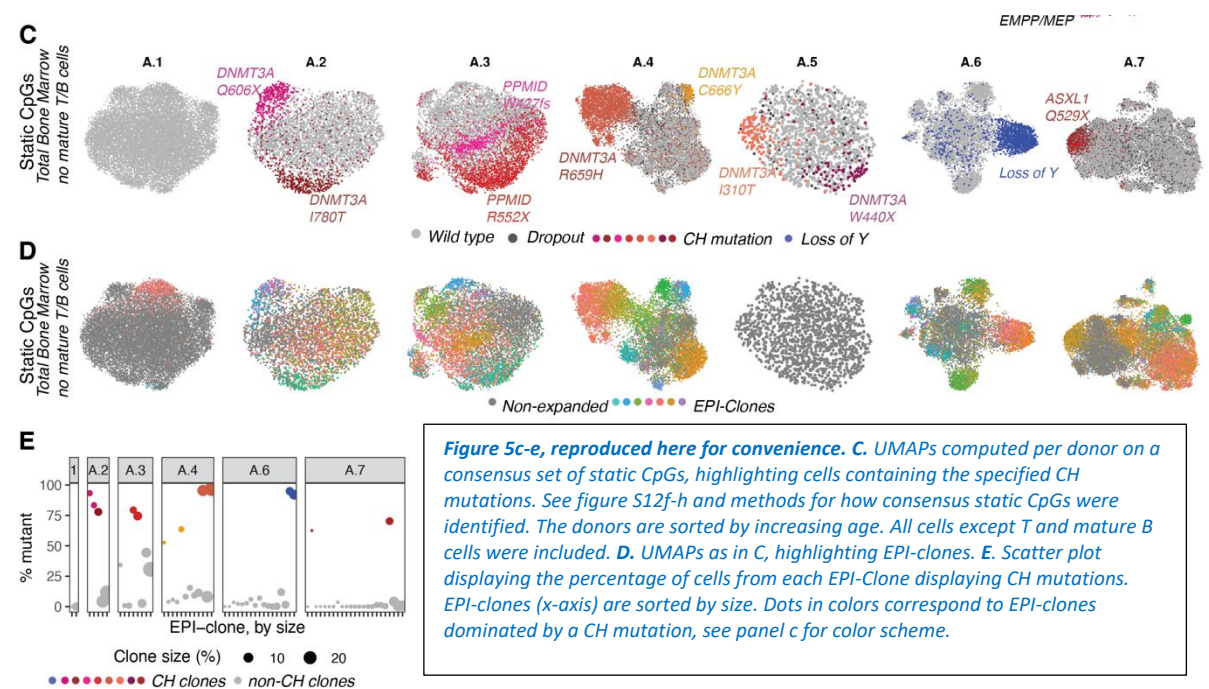 EMPP/MEP
C
Static CpGs
Total Bone Marrow
no mature T/B cells
A.1
A.2
A.3
A.4
A.5
A.6
A.7
DNMT3A
Q606X
DNMT3A
I780T
PPMID
W427fs
PPMID
R552X
DNMT3A
R659H
DNMT3A
C666Y
DNMT3A
I310T
DNMT3A
W440X
Loss of Y
ASXL1
Q529X
Wild type Dropout CH mutation Loss of Y
D
Static CpGs
Total Bone Marrow
no mature T/B cells
Non-expanded EPI-Clones
E
1 A.2 A.3 A.4 A.6 A.7
% mutant
100
75
50
25
0
EPI–clone, by size
Clone size (%) 10 20
CH clones non-CH clones
Figure 5c-e, reproduced here for convenience. C. UMAPs computed per donor on a
consensus set of static CpGs, highlighting cells containing the specified CH
mutations. See figure S12f-h and methods for how consensus static CpGs were
identified. The donors are sorted by increasing age. All cells except T and mature B
cells were included. D. UMAPs as in C, highlighting EPI-clones. E. Scatter plot
displaying the percentage of cells from each EPI-Clone displaying CH mutations.
EPI-clones (x-axis) are sorted by size. Dots in colors correspond to EPI-clones
dominated by a CH mutation, see panel c for color scheme.